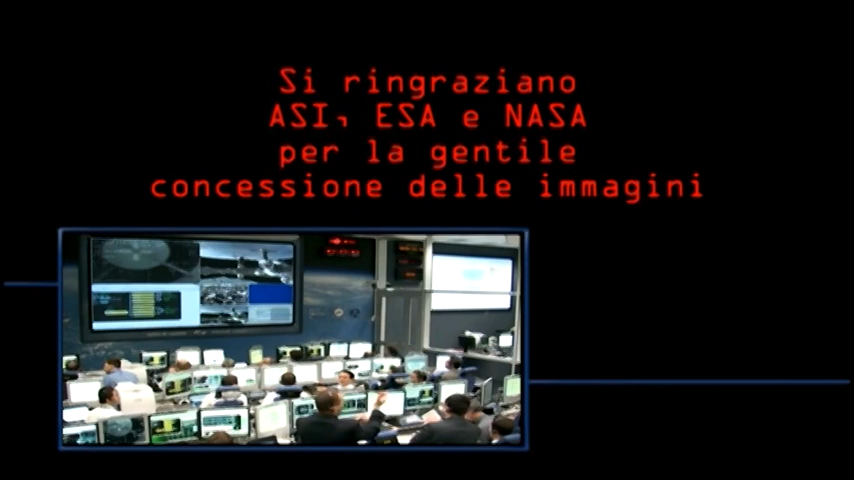 Si ringraziano
ASI, ESA e NASA
per la gentile
concessione delle immagini